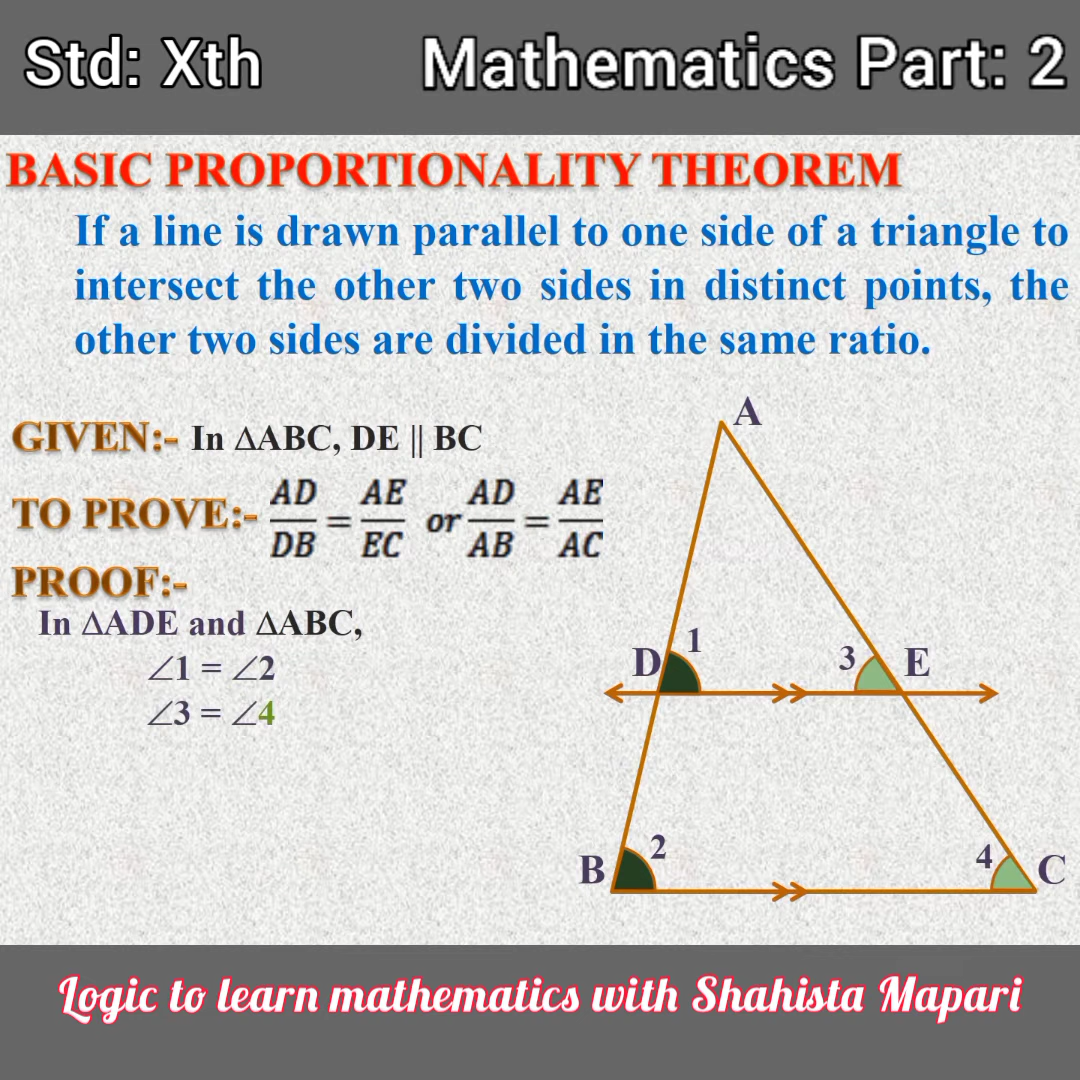 Std: Xth
Mathematics Part: 2
BASIC PROPORTIONALITY THEOREM
If a line is drawn parallel to one side of a triangle to
intersect the other two sides in distinct points, the
other two sides are divided in the same ratio.
GIVEN:- In ∆ABC, DE || BC
TO PROVE:- AD/DB = AE/EC or AD/AB = AE/AC
PROOF:-
In ∆ADE and ∆ABC,
∠1 = ∠2
∠3 = ∠4
A
D 1 3 E
B 2 4 C
Logic to learn mathematics with Shahista Mapari